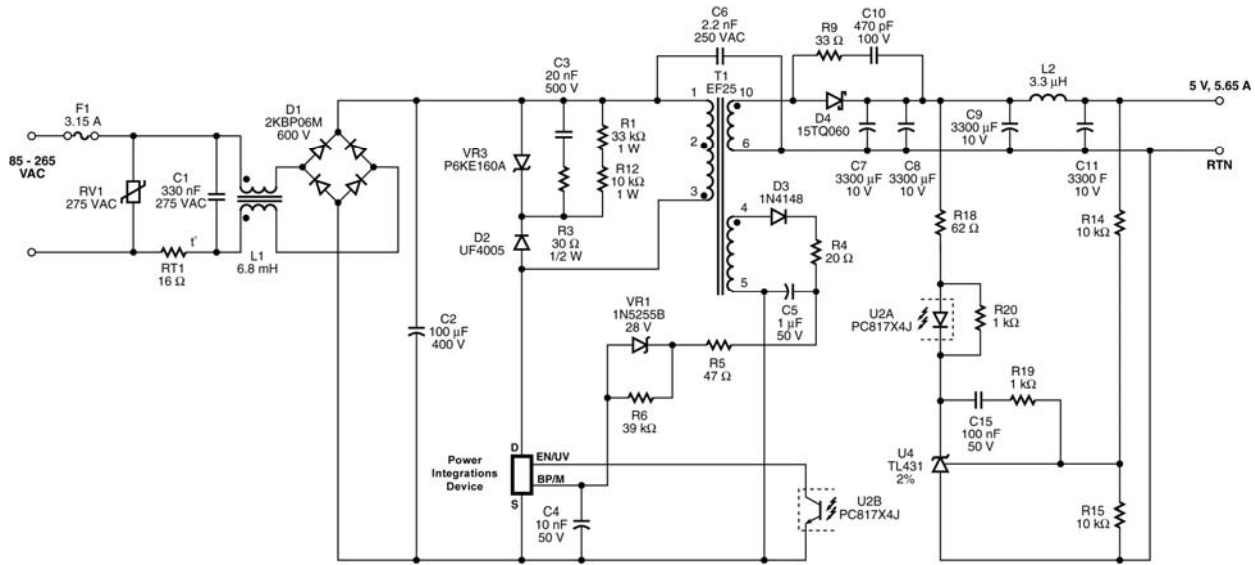 F1
3.15 A
85 - 265
VAC
RV1
275 VAC
C1
330 nF
275 VAC
t°
RT1
16 Ω
L1
6.8 mH
D1
2KBP06M
600 V
C2
100 µF
400 V
C3
20 nF
500 V
VR3
P6KE160A
R1
33 kΩ
1 W
R12
10 kΩ
1 W
D2
UF4005
R3
30 Ω
1/2 W
C6
2.2 nF
250 VAC
T1
EF25
1
2
3
10
6
4
5
R9
33 Ω
C10
470 pF
100 V
D4
15TQ060
C7
3300 µF
10 V
C8
3300 µF
10 V
C9
3300 µF
10 V
L2
3.3 µH
C11
3300 F
10 V
5 V, 5.65 A
RTN
D3
1N4148
R4
20 Ω
C5
1 µF
50 V
VR1
1N5255B
28 V
R5
47 Ω
R6
39 kΩ
R18
62 Ω
R14
10 kΩ
U2A
PC817X4J
R20
1 kΩ
R19
1 kΩ
C15
100 nF
50 V
U4
TL431
2%
R15
10 kΩ
Power
Integrations
Device
D
S
EN/UV
BP/M
C4
10 nF
50 V
U2B
PC817X4J